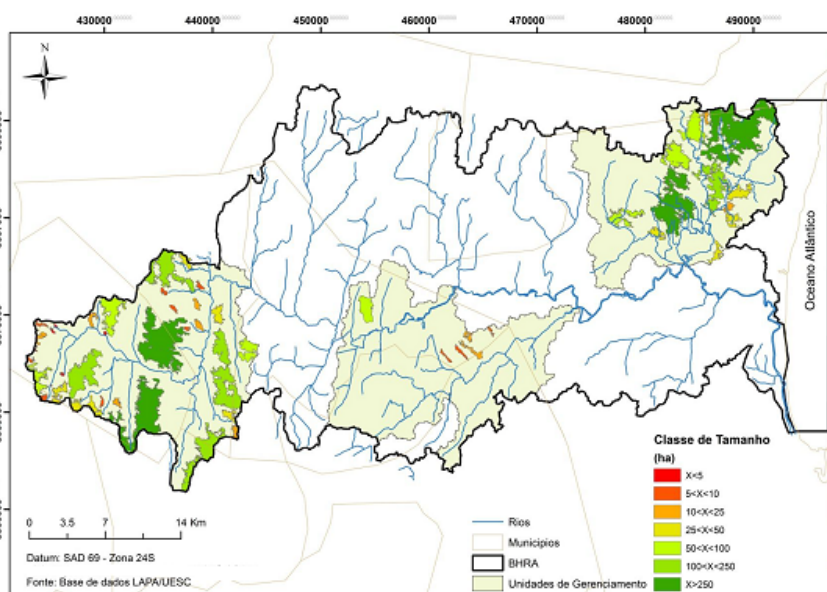 430000 440000 450000 460000 470000 480000 490000
N
Oceano Atlântico
Classe de Tamanho
(ha)
X<5
5<X<10
10<X<25
25<X<50
50<X<100
100<X<250
X>250
Rios
Municipios
BHRA
Unidades de Gerenciamento
0 3.5 7 14 Km
Datum: SAD 69 - Zona 24S
Fonte: Base de dados LAPA/UESC